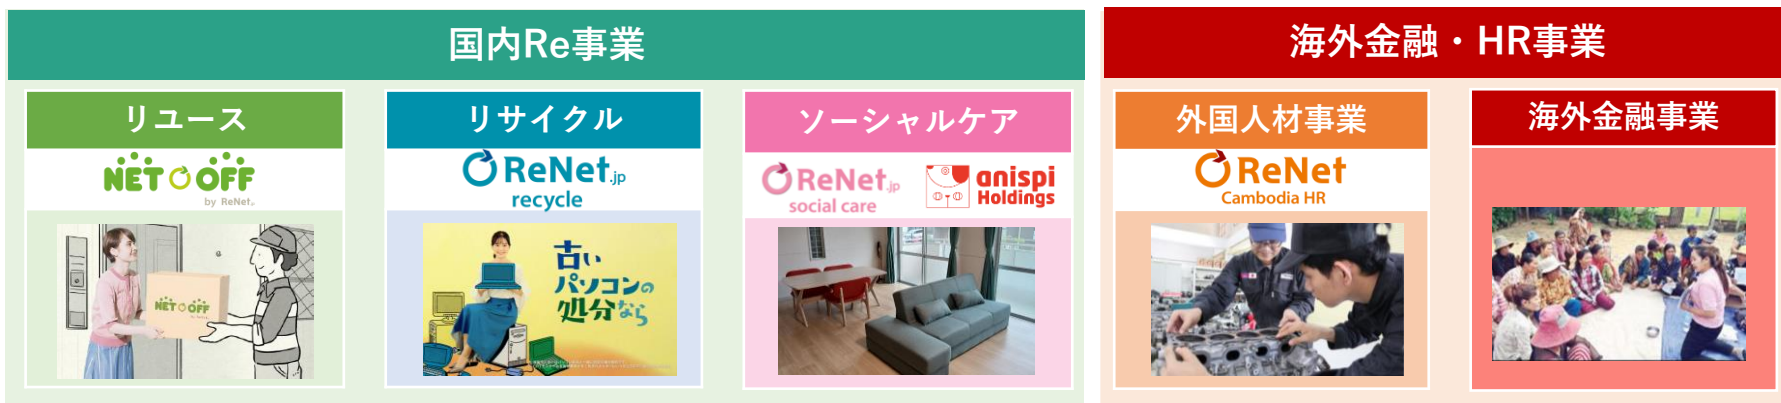 国内Re事業
海外金融・HR事業
リユース
リサイクル
ソーシャルケア
外国人材事業
海外金融事業
NET OFF
by ReNet.
ReNet.jp
recycle
ReNet.jp
social care
anispi
Holdings
ReNet
Cambodia HR
NET OFF
古い
パソコンの
処分なら